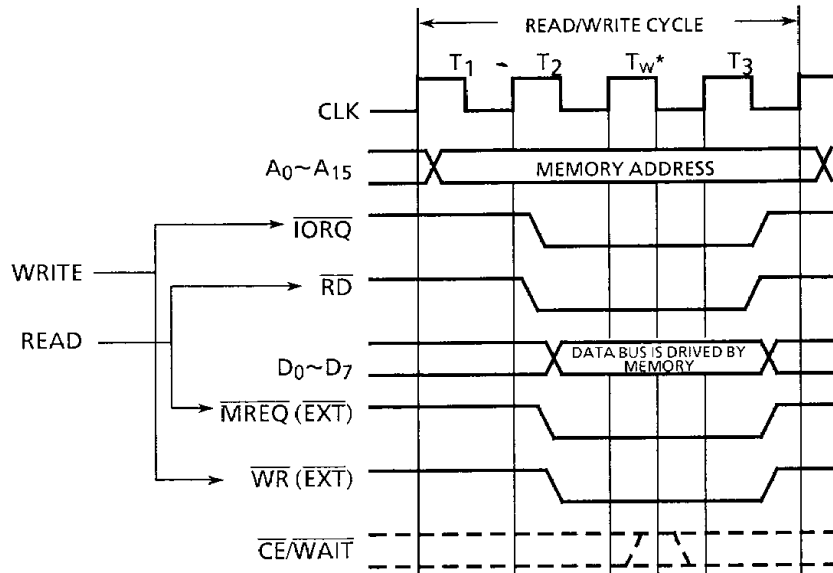 READ/WRITE CYCLE
T1 T2 Tw* T3
CLK
A0~A15
MEMORY ADDRESS
IORQ
WRITE
RD
READ
DATA BUS IS DRIVED BY
MEMORY
D0~D7
MREQ (EXT)
WR (EXT)
CE/WAIT